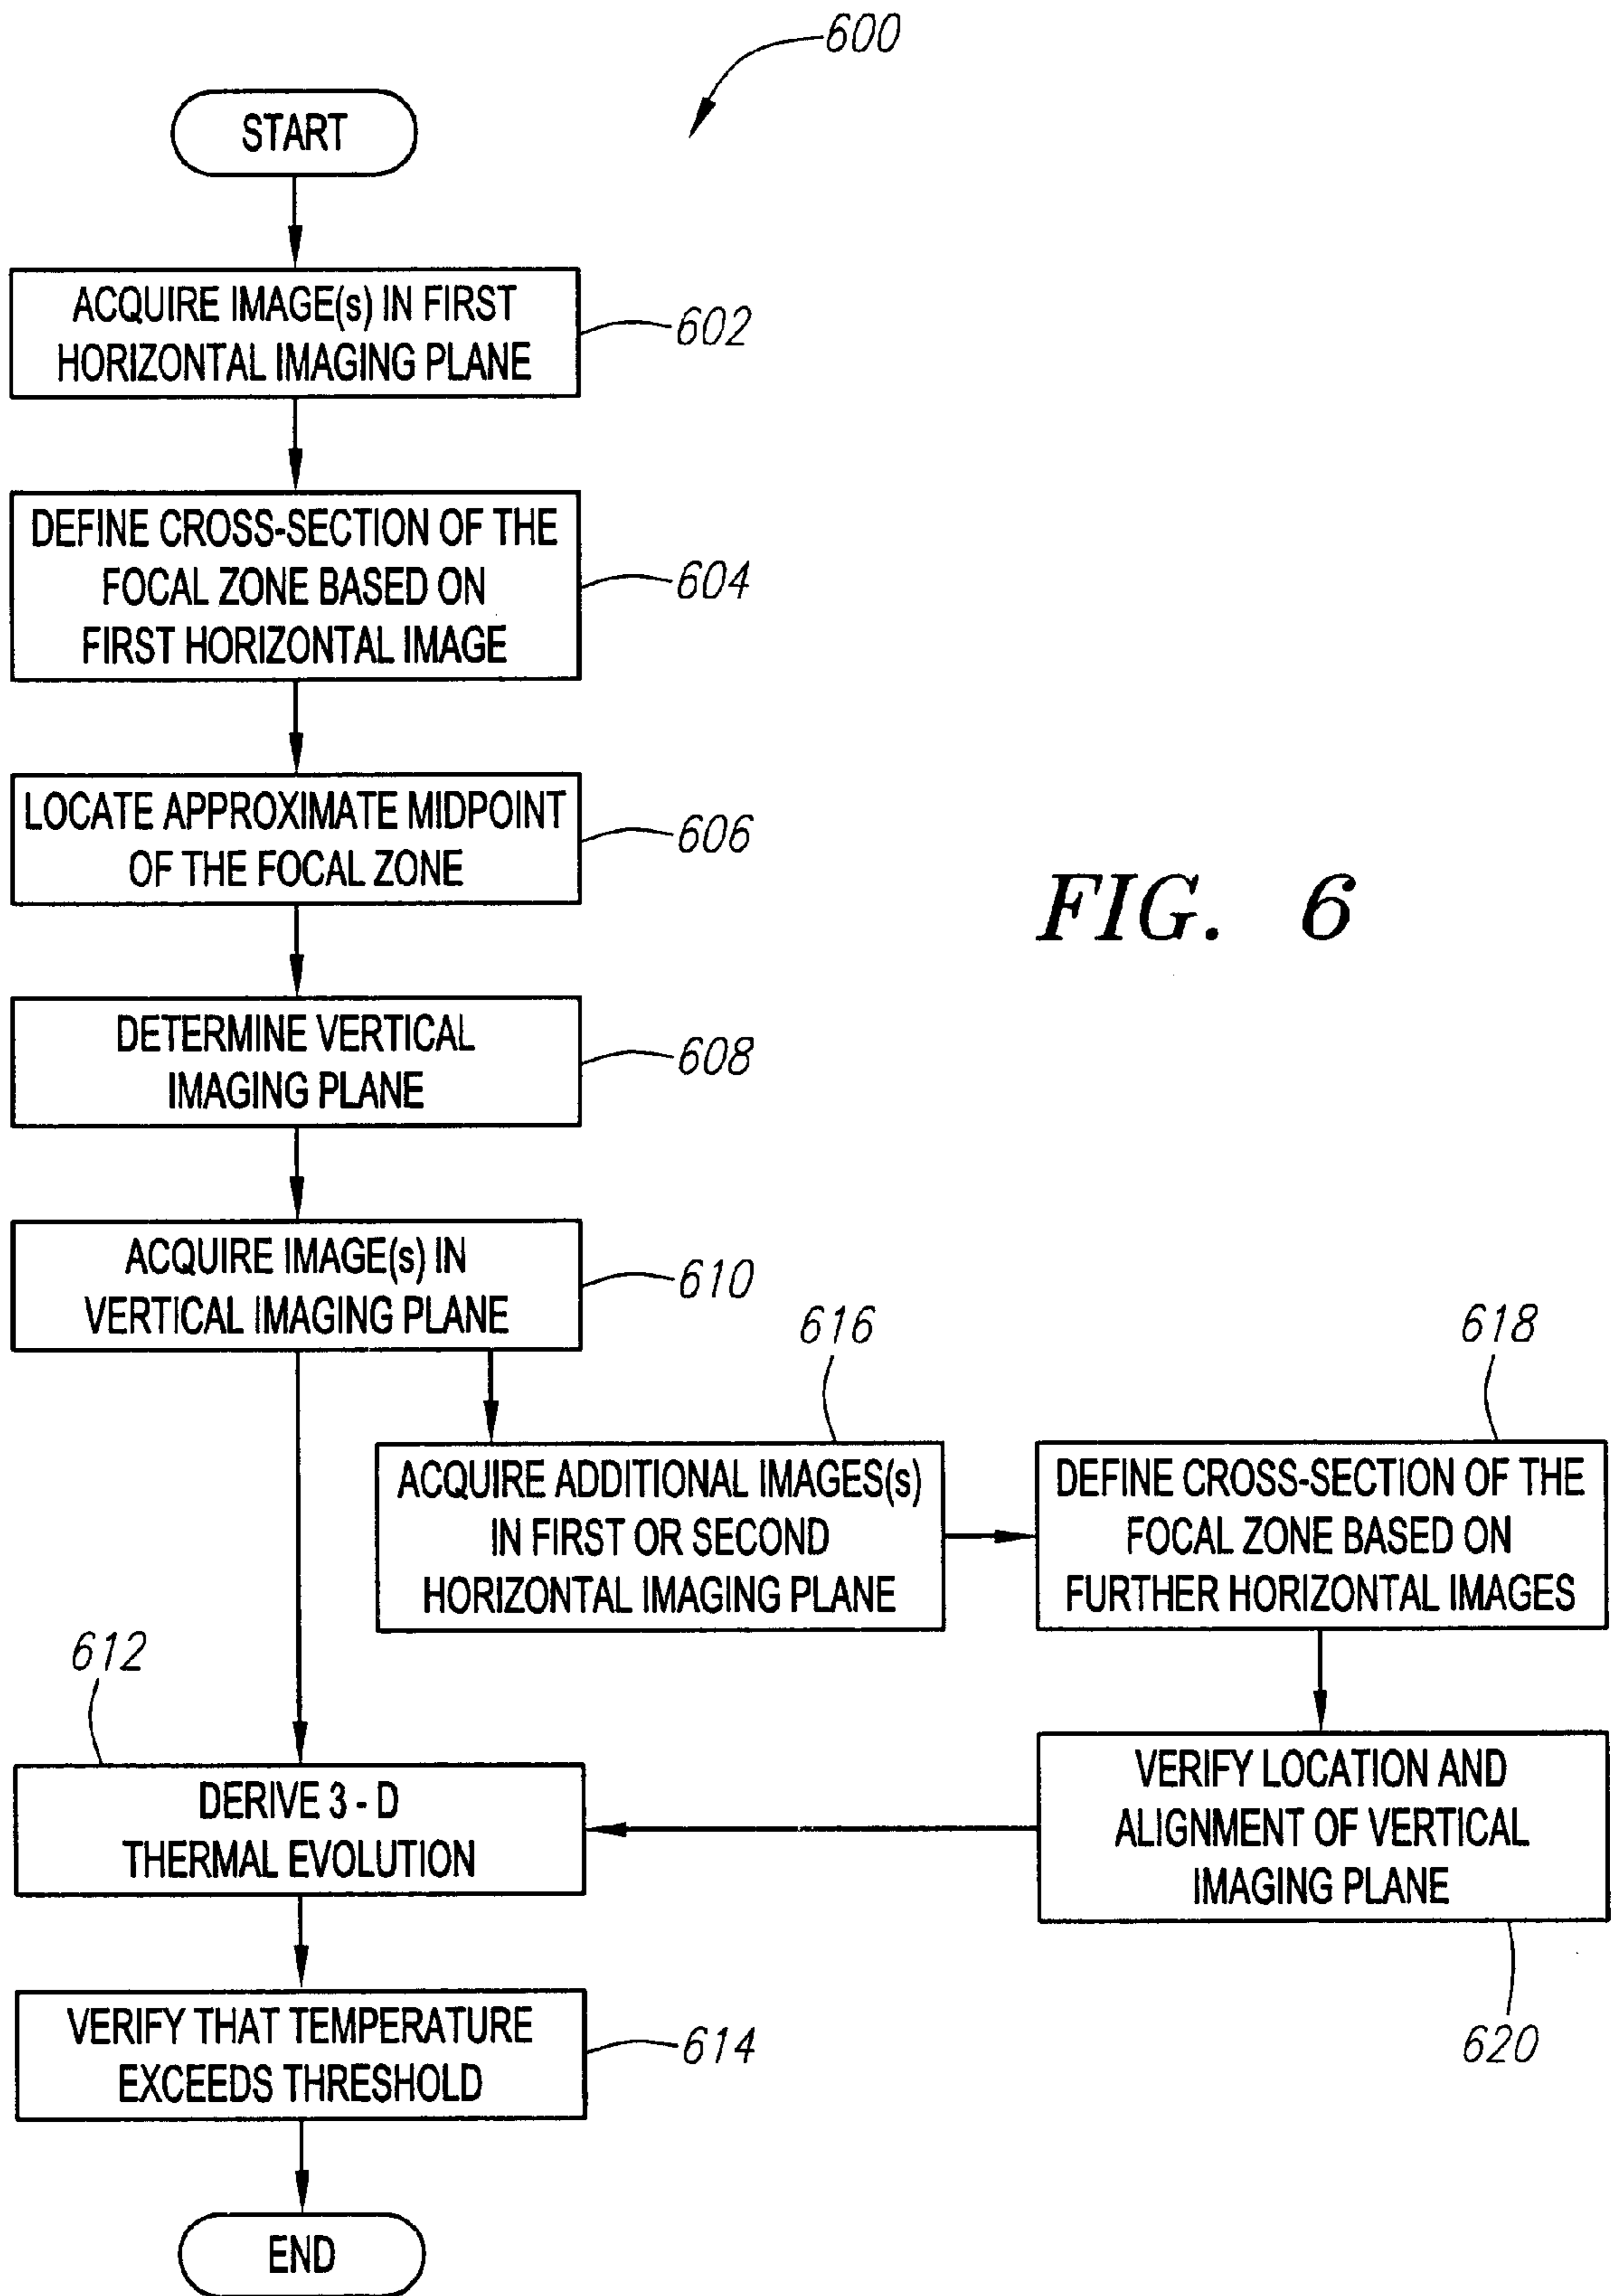 600
START
ACQUIRE IMAGE(s) IN FIRST
HORIZONTAL IMAGING PLANE
602
DEFINE CROSS-SECTION OF THE
FOCAL ZONE BASED ON
FIRST HORIZONTAL IMAGE
604
LOCATE APPROXIMATE MIDPOINT
OF THE FOCAL ZONE
606
FIG. 6
DETERMINE VERTICAL
IMAGING PLANE
608
ACQUIRE IMAGE(s) IN
VERTICAL IMAGING PLANE
610
616
ACQUIRE ADDITIONAL IMAGES(s)
IN FIRST OR SECOND
HORIZONTAL IMAGING PLANE
618
DEFINE CROSS-SECTION OF THE
FOCAL ZONE BASED ON
FURTHER HORIZONTAL IMAGES
612
DERIVE 3 - D
THERMAL EVOLUTION
VERIFY LOCATION AND
ALIGNMENT OF VERTICAL
IMAGING PLANE
620
VERIFY THAT TEMPERATURE
EXCEEDS THRESHOLD
614
END